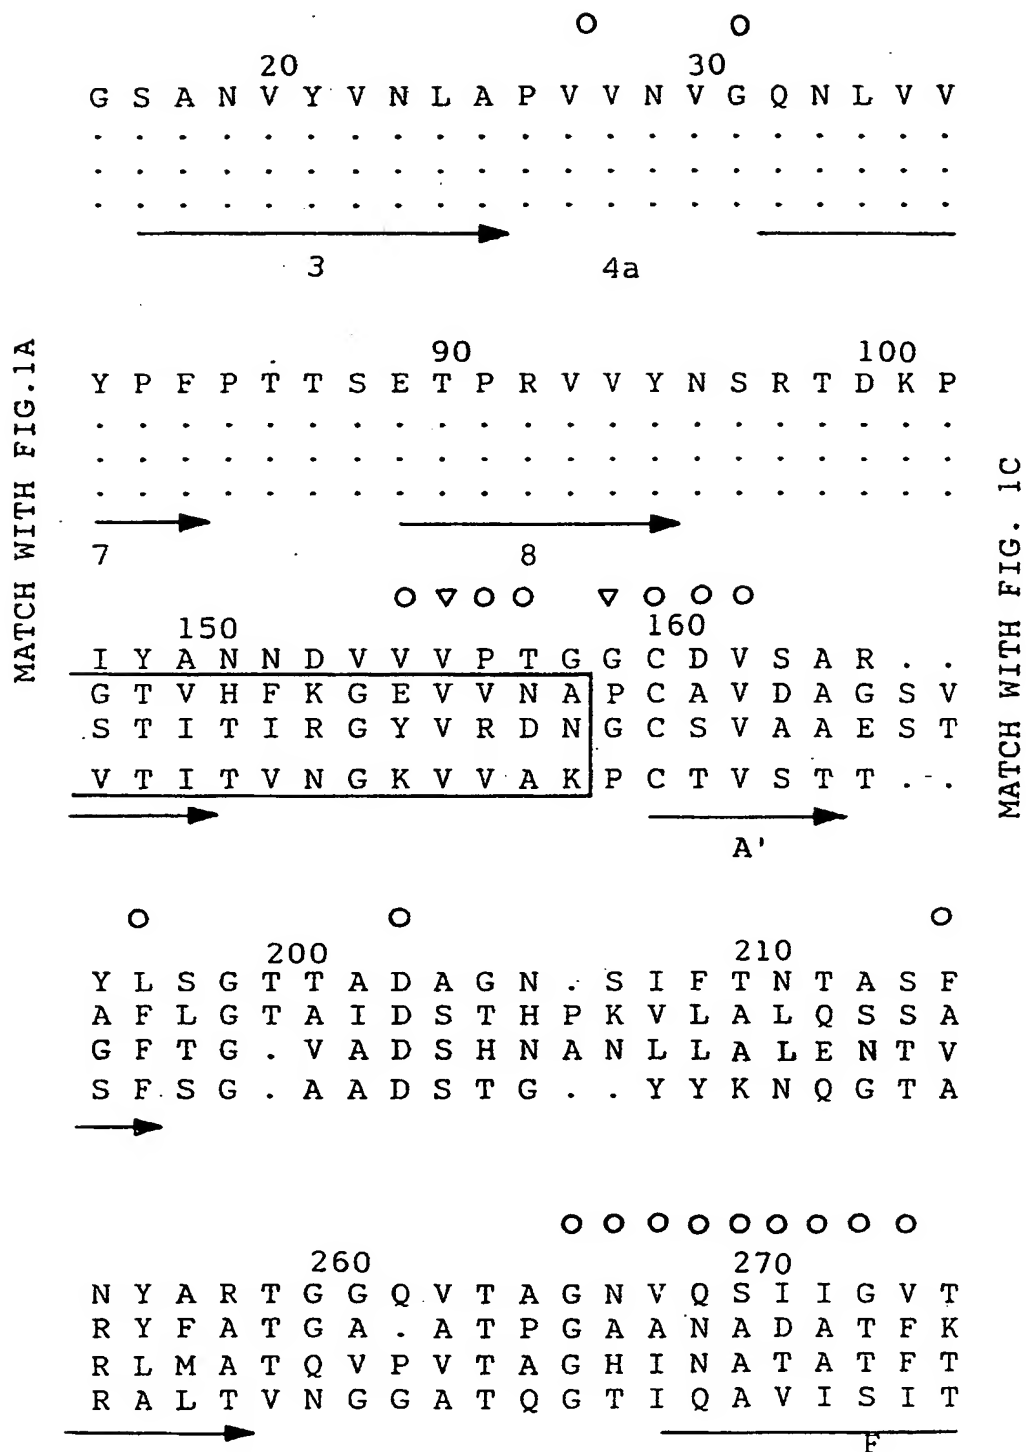 O O
20 30
G S A N V Y V N L A P V V N V G Q N L V V
. . . . . . . . . . . . . . . . . . . . .
. . . . . . . . . . . . . . . . . . . . .
. . . . . . . . . . . . . . . . . . . . .
3 4a
MATCH WITH FIG.1A
90 100
Y P F P T T S E T P R V V Y N S R T D K P
. . . . . . . . . . . . . . . . . . . . .
. . . . . . . . . . . . . . . . . . . . .
. . . . . . . . . . . . . . . . . . . . .
7 8
MATCH WITH FIG. 1C
O ▽ O O ▽ O O O
150 160
I Y A N N D V V V P T G G C D V S A R . .
G T V H F K G E V V N A P C A V D A G S V
S T I T I R G Y V R D N G C S V A A E S T
V T I T V N G K V V A K P C T V S T T . .
A'
O O O
200 210
Y L S G T T A D A G N . S I F T N T A S F
A F L G T A I D S T H P K V L A L Q S S A
G F T G . V A D S H N A N L L A L E N T V
S F S G . A A D S T G . . Y Y K N Q G T A
O O O O O O O O O
260 270
N Y A R T G G Q V T A G N V Q S I I G V T
R Y F A T G A . A T P G A A N A D A T F K
R L M A T Q V P V T A G H I N A T A T F T
R A L T V N G G A T Q G T I Q A V I S I T
F